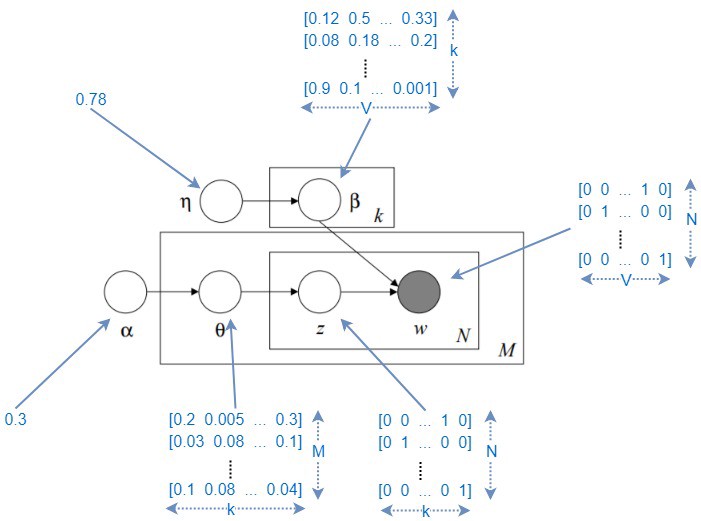 [0.12 0.5 ... 0.33]
[0.08 0.18 ... 0.2]
k
[0.9 0.1 ... 0.001]
V
0.78
η
β
k
[0 0 ... 1 0]
[0 1 ... 0 0]
N
[0 0 ... 0 1]
V
α
θ
z
w
N
M
0.3
[0.2 0.005 ... 0.3]
[0.03 0.08 ... 0.1]
M
[0.1 0.08 ... 0.04]
k
[0 0 ... 1 0]
[0 1 ... 0 0]
N
[0 0 ... 0 1]
k